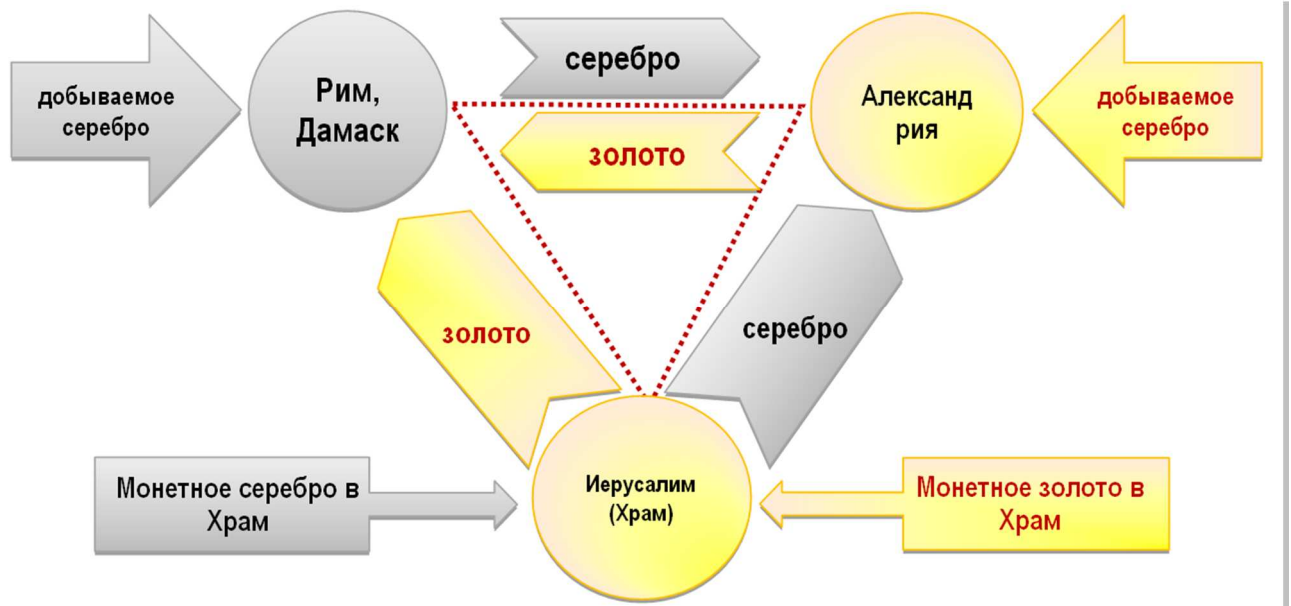 добываемое
серебро
Рим,
Дамаск
серебро
золото
Александ
рия
добываемое
серебро
золото
серебро
Монетное серебро в
Храм
Иерусалим
(Храм)
Монетное золото в
Храм